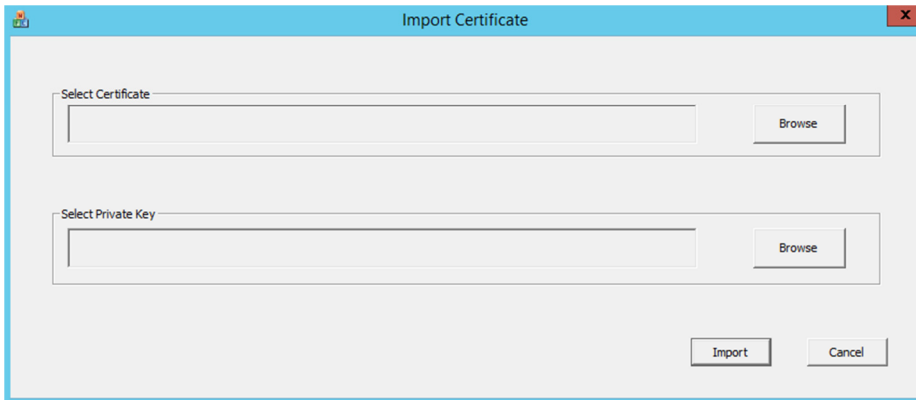 Import Certificate
x
Select Certificate
Browse
Select Private Key
Browse
Import
Cancel